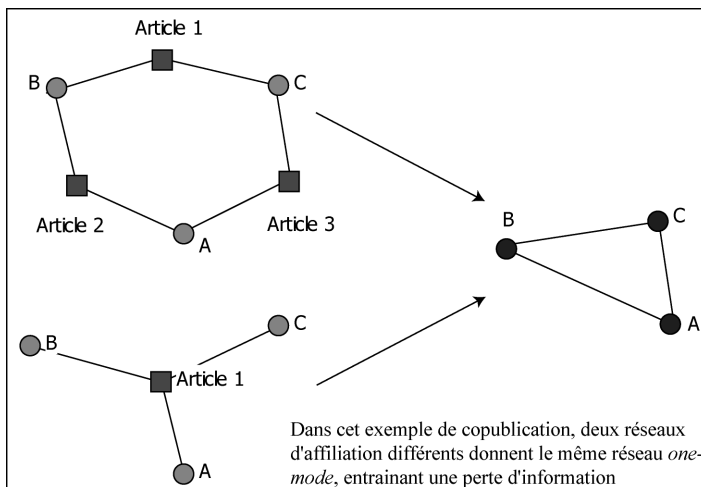 Article 1
B
C
Article 2
Article 3
A
B
C
A
B
C
Article 1
A
Dans cet exemple de copublication, deux réseaux
d'affiliation différents donnent le même réseau one-
mode, entrainant une perte d'information